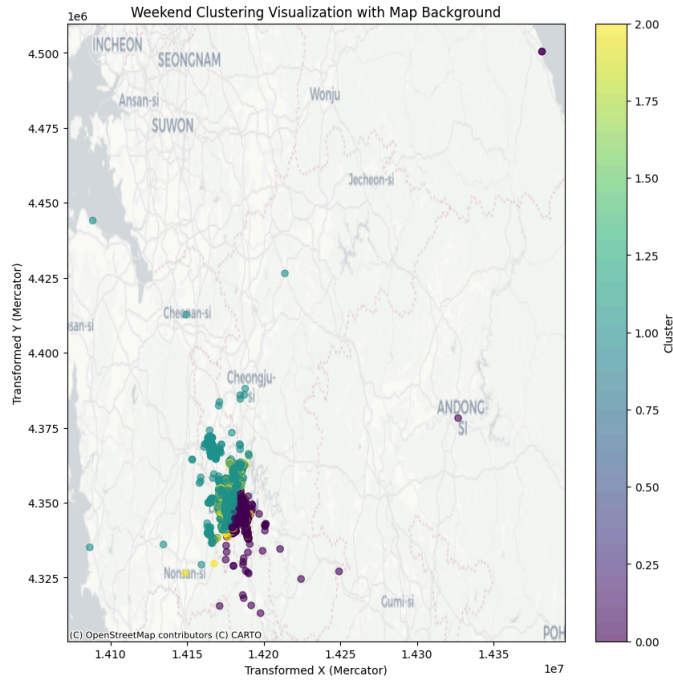 Weekend Clustering Visualization with Map Background
1e6
4.500
4.475
4.450
4.425
4.400
4.375
4.350
4.325
Transformed Y (Mercator)
INCHEON
SEONGNAM
Ansan-si
SUWON
Wonju
Jecheon-si
Cheonan-si
san-si
Cheongju-
si
ANDONG
SI
Nonsan-si
Gumi-si
POH
(C) OpenStreetMap contributors (C) CARTO
1.410
1.415
1.420
1.425
1.430
1.435
1e7
Transformed X (Mercator)
2.00
1.75
1.50
1.25
1.00
0.75
0.50
0.25
0.00
Cluster